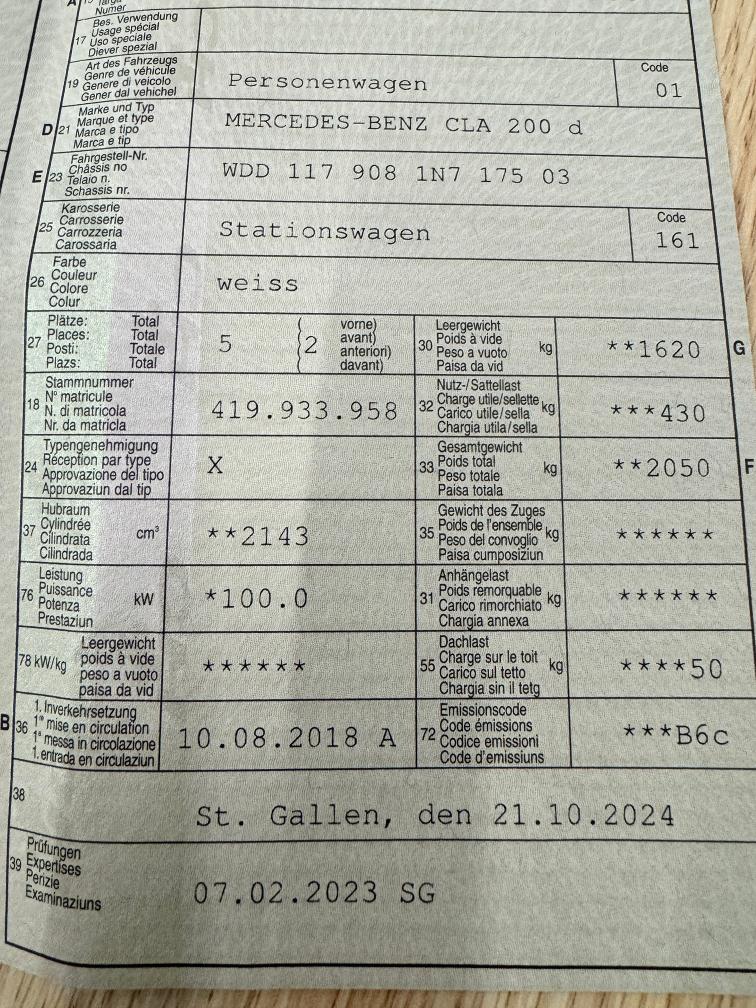 A
Targa
Numer
17
Bes. Verwendung
Usage spécial
Uso speciale
Diever spezial
19
Art des Fahrzeugs
Genre de véhicule
Genere di veicolo
Gener dal vehichel
Personenwagen
Code
01
D
21
Marke und Typ
Marque et type
Marca e tipo
Marca e tip
MERCEDES-BENZ CLA 200 d
E
23
Fahrgestell-Nr.
Châssis no
Telaio n.
Schassis nr.
WDD 117 908 1N7 175 03
25
Karosserie
Carrosserie
Carrozzeria
Carossaria
Stationswagen
Code
161
26
Farbe
Couleur
Colore
Colur
weiss
27
Plätze: Total
Places: Total
Posti: Totale
Plazs: Total
5
(2
vorne)
avant)
anteriori)
davant)
30
Leergewicht
Poids à vide
Peso a vuoto
Paisa da vid
kg
**1620
G
18
Stammnummer
N° matricule
N. di matricola
Nr. da matricla
419.933.958
32
Nutz-/Sattellast
Charge utile/sellette
Carico utile/sella
Chargia utila/sella
kg
***430
24
Typengenehmigung
Réception par type
Approvazione del tipo
Approvaziun dal tip
X
33
Gesamtgewicht
Poids total
Peso totale
Paisa totala
kg
**2050
F
37
Hubraum
Cylindrée
Cilindrata
Cilindrada
cm³
**2143
35
Gewicht des Zuges
Poids de l'ensemble
Peso del convoglio
Paisa cumposiziun
kg
******
76
Leistung
Puissance
Potenza
Prestaziun
kW
*100.0
31
Anhängelast
Poids remorquable
Carico rimorchiato
Chargia annexa
kg
******
78 kW/kg
Leergewicht
poids à vide
peso a vuoto
paisa da vid
******
55
Dachlast
Charge sur le toit
Carico sul tetto
Chargia sin il tetg
kg
****50
B
36
1. Inverkehrsetzung
1re mise en circulation
1a messa in circolazione
1. entrada en circulaziun
10.08.2018 A
72
Emissionscode
Code émissions
Codice emissioni
Code d'emissiuns
***B6c
38
St. Gallen, den 21.10.2024
39
Prüfungen
Expertises
Perizie
Examinaziuns
07.02.2023 SG